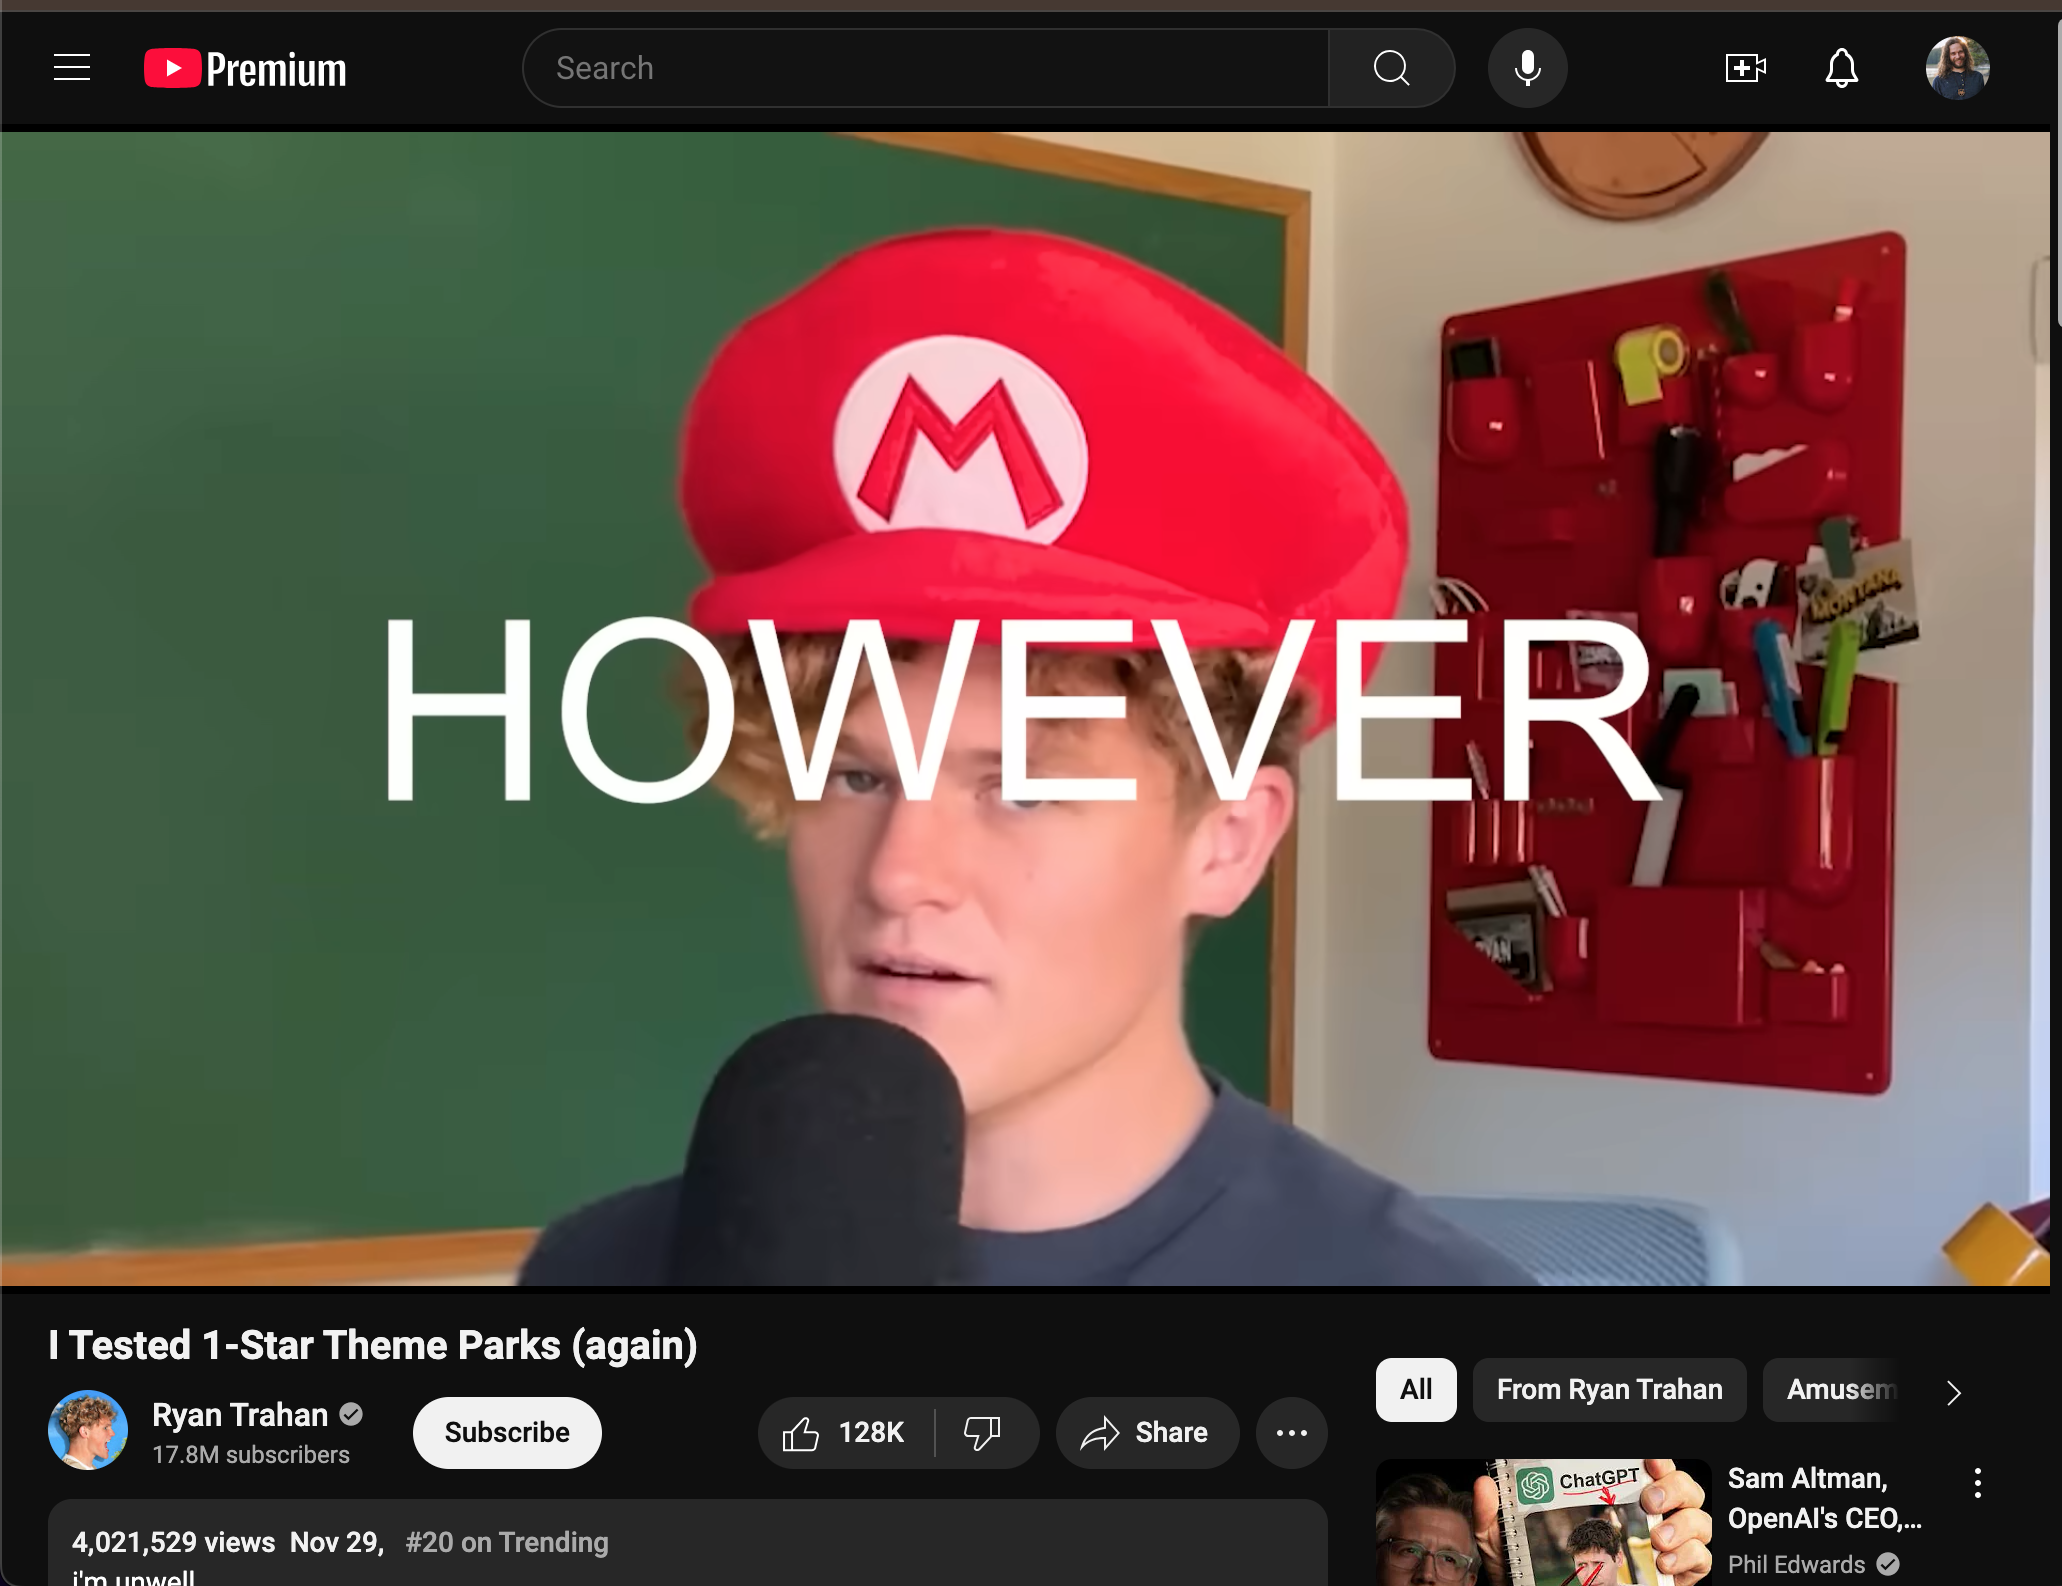 Premium
Search
M
HOWEVER
MONTANA
I Tested 1-Star Theme Parks (again)
Ryan Trahan
17.8M subscribers
Subscribe
128K
Share
4,021,529 views Nov 29, #20 on Trending
i'm unwell
All
From Ryan Trahan
Amusem
ChatGPT
Sam Altman,
OpenAI's CEO,...
Phil Edwards